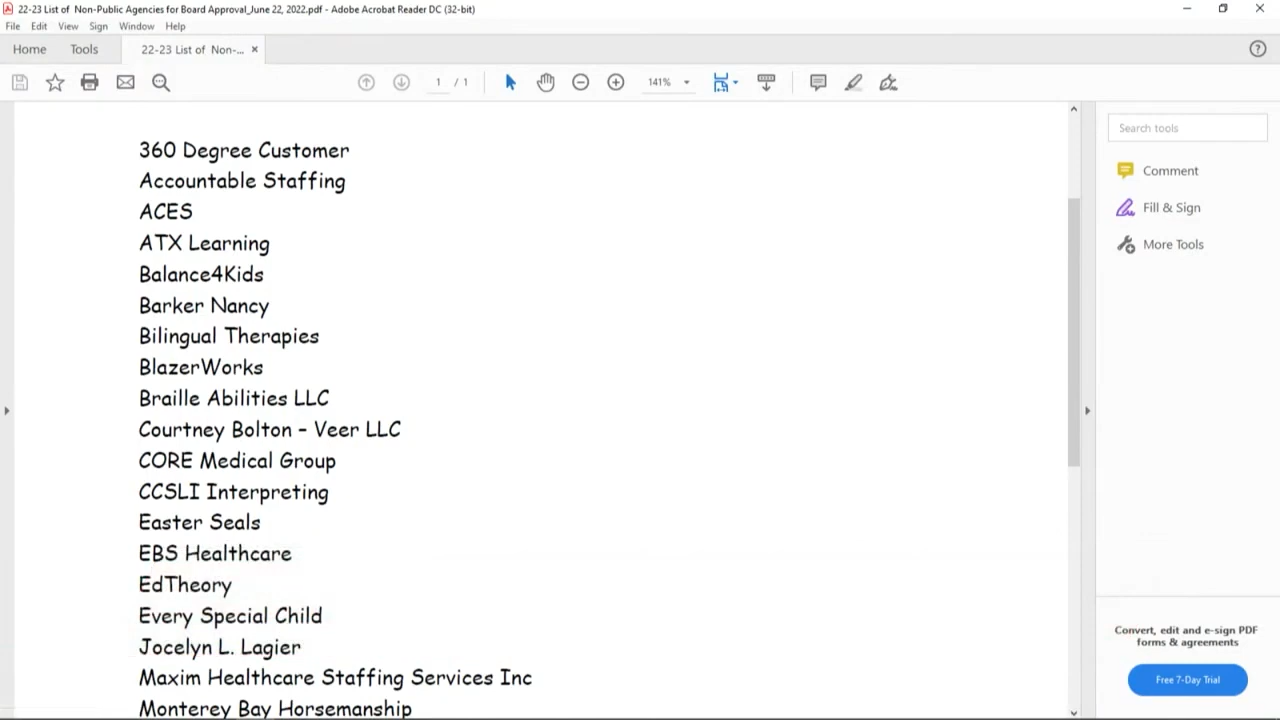 22-23 List of  Non-Public Agencies for Board Approval_June 22, 2022.pdf - Adobe Acrobat Reader DC (32-bit)
File Edit View Sign Window Help
Home Tools 22-23 List of  Non-... ×
1 / 1 141%
360 Degree Customer
Accountable Staffing
ACES
ATX Learning
Balance4Kids
Barker Nancy
Bilingual Therapies
BlazerWorks
Braille Abilities LLC
Courtney Bolton – Veer LLC
CORE Medical Group
CCSLI Interpreting
Easter Seals
EBS Healthcare
EdTheory
Every Special Child
Jocelyn L. Lagier
Maxim Healthcare Staffing Services Inc
Monterey Bay Horsemanship
Search tools
Comment
Fill & Sign
More Tools
Convert, edit and e-sign PDF
forms & agreements
Free 7-Day Trial